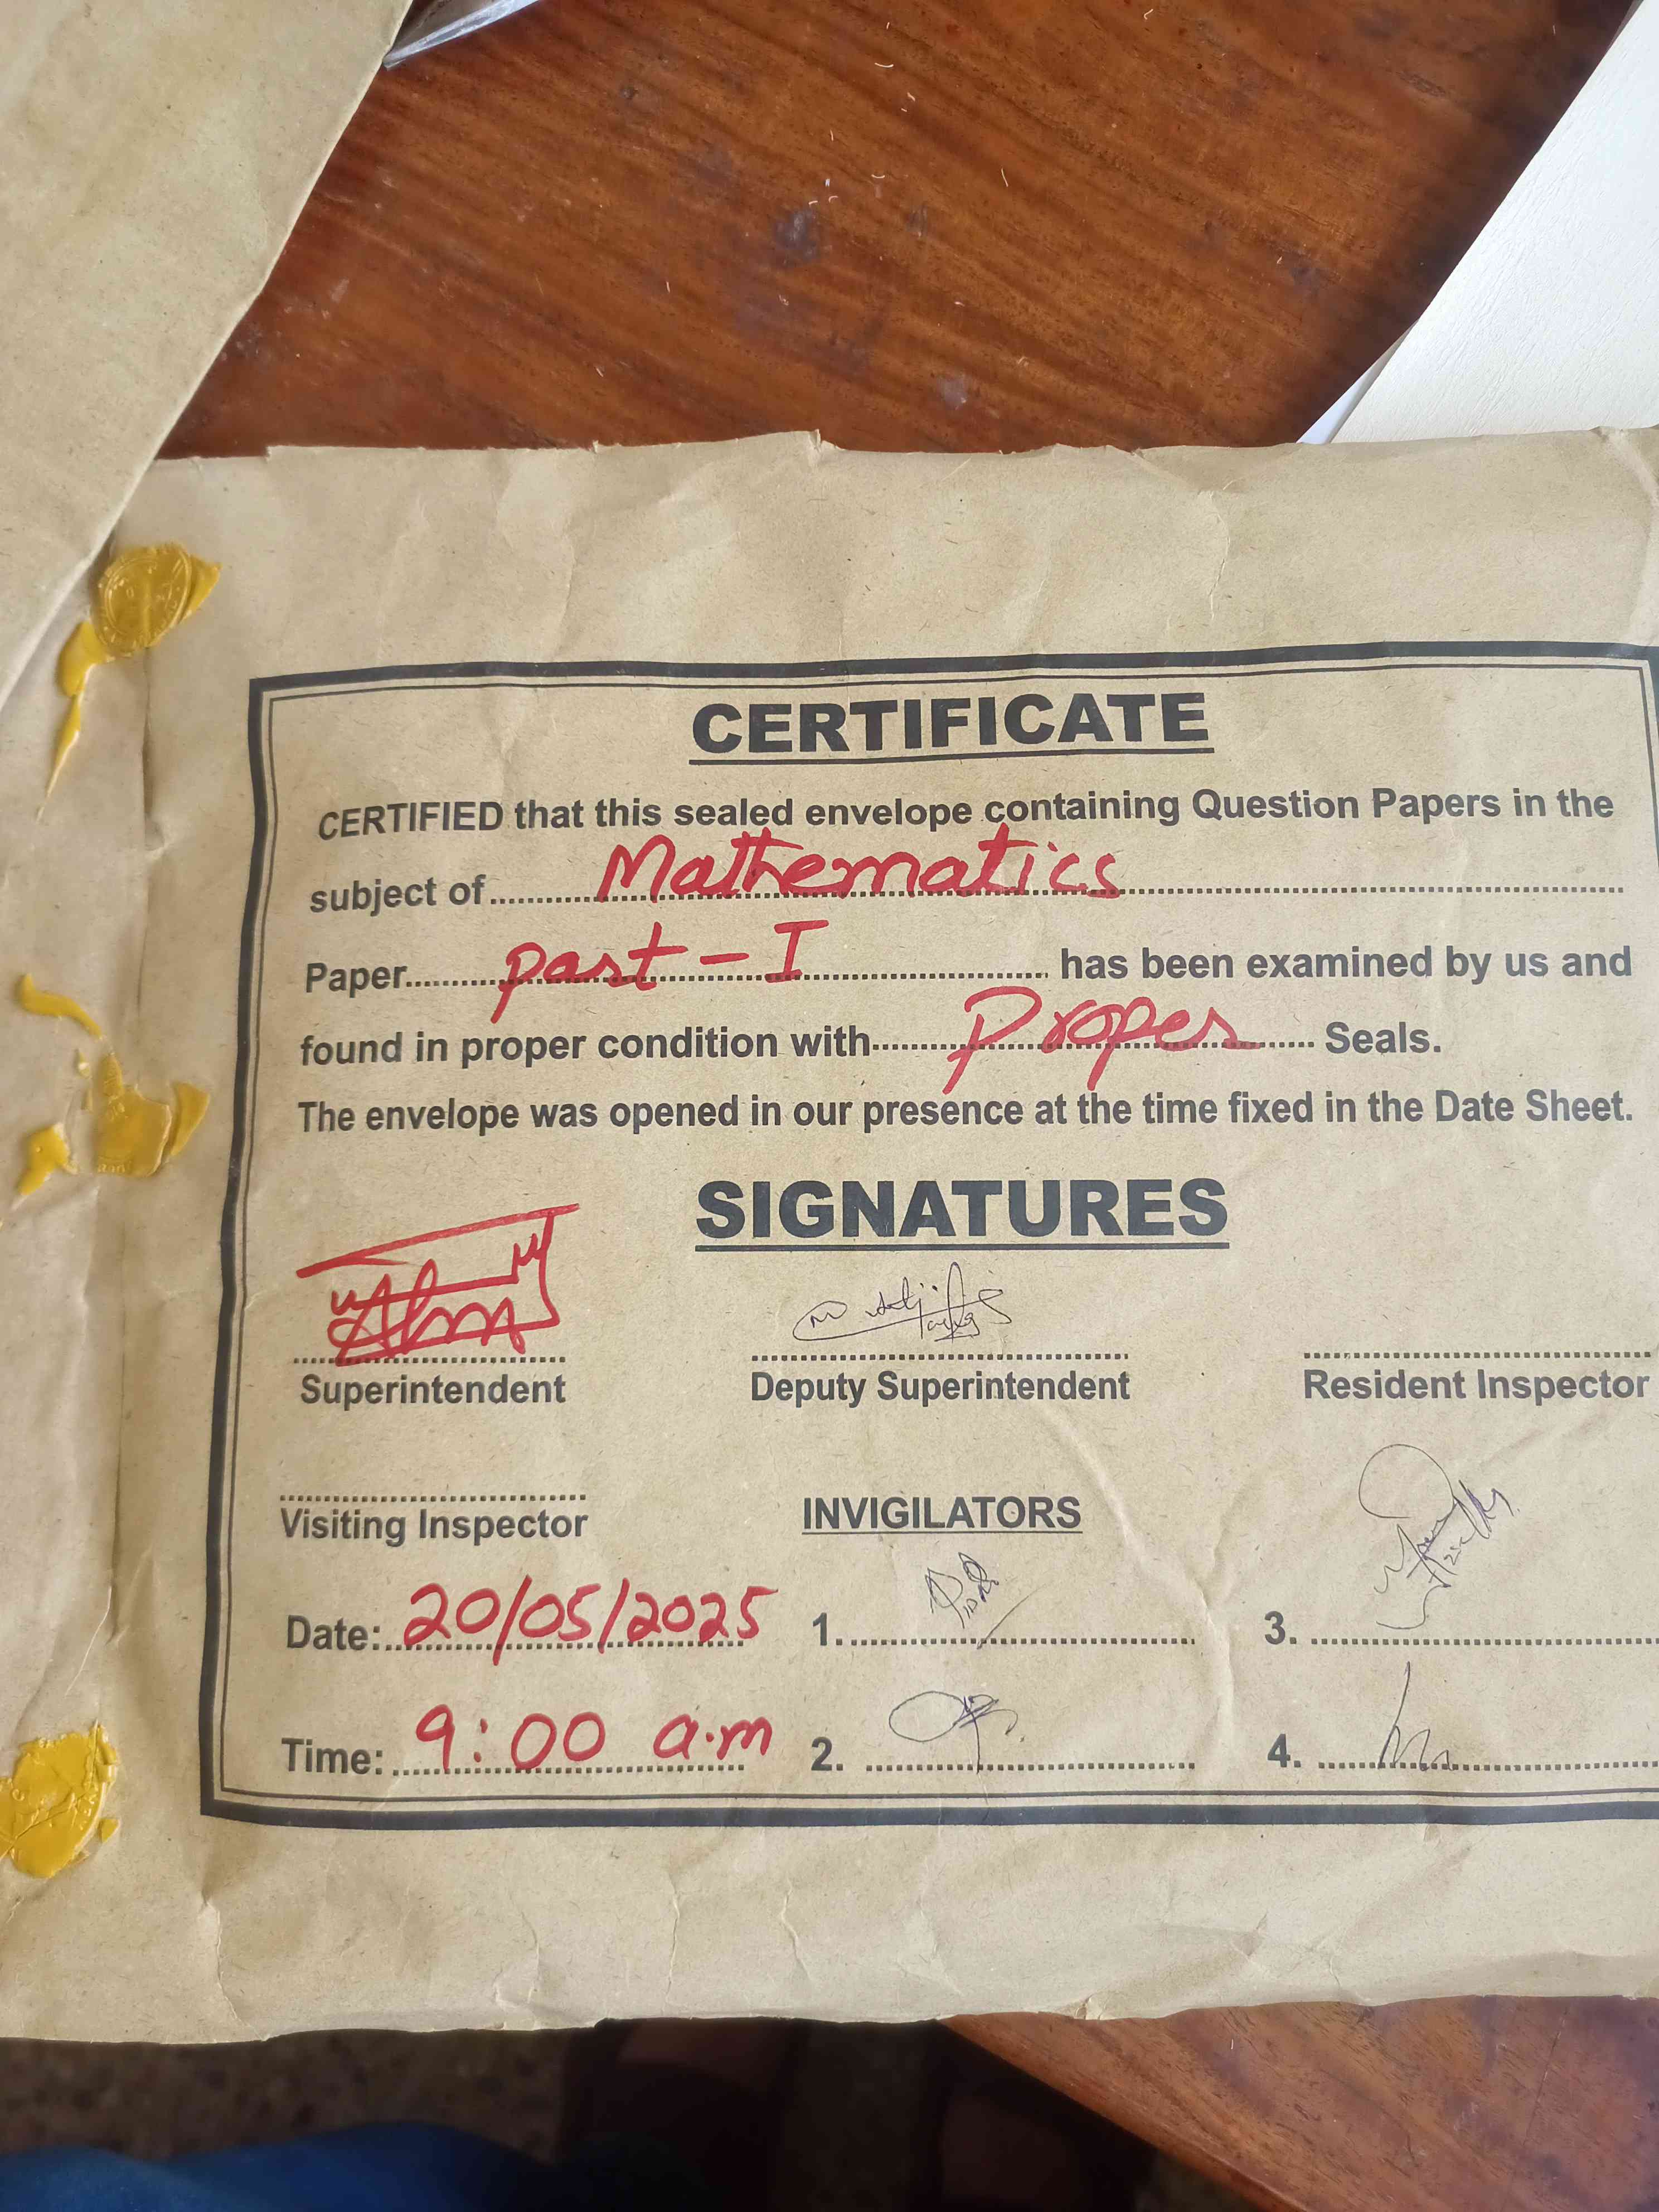 CERTIFICATE
CERTIFIED that this sealed envelope containing Question Papers in the
subject of Mathematics
Paper part-I has been examined by us and
found in proper condition with Proper Seals.
The envelope was opened in our presence at the time fixed in the Date Sheet.
SIGNATURES
Superintendent Deputy Superintendent Resident Inspector
Visiting Inspector INVIGILATORS
Date: 20/05/2025 1. 3.
Time: 9:00 a.m 2. 4.